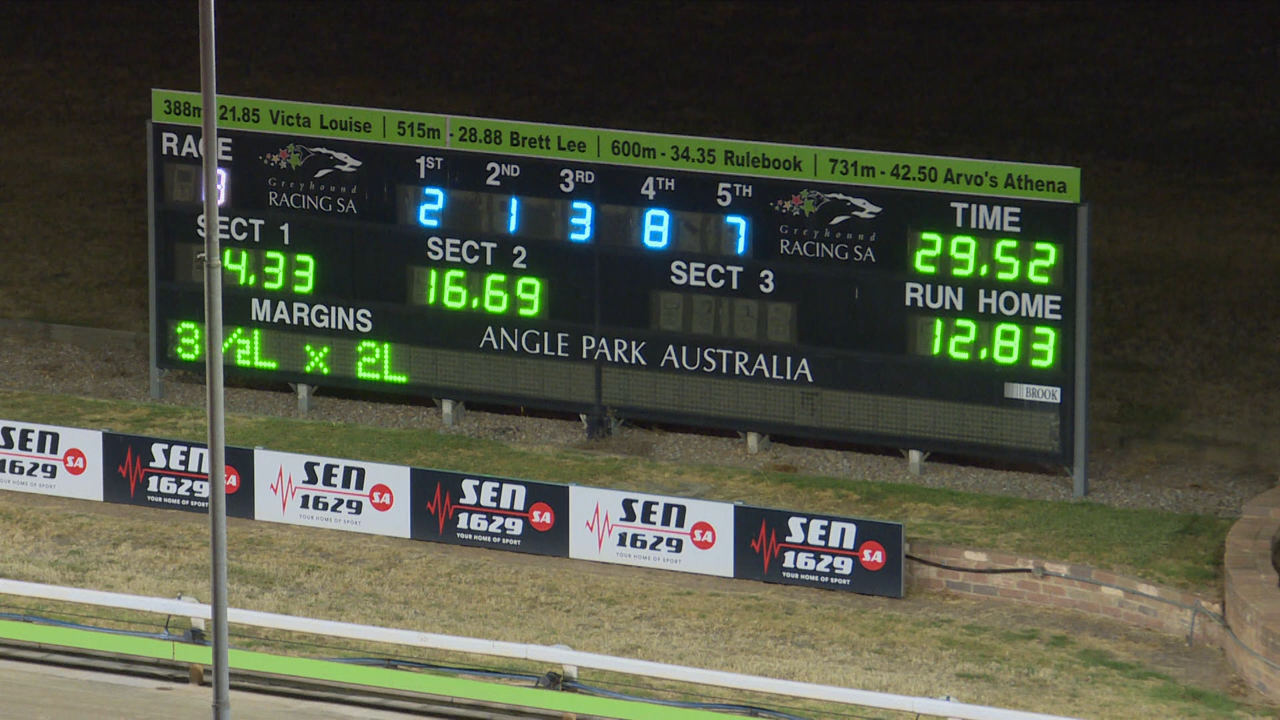 388m 21.85 Victa Louise | 515m - 28.88 Brett Lee | 600m - 34.35 Rulebook | 731m - 42.50 Arvo's Athena
RACE
Greyhound
RACING SA
1ST 2ND 3RD 4TH 5TH
2 1 3 8 7
Greyhound
RACING SA
TIME
29.52
SECT 1
4.33
SECT 2
16.69
SECT 3
RUN HOME
12.83
MARGINS
3 ½L x 2L
ANGLE PARK AUSTRALIA
BROOK
SEN
1629 SA
YOUR HOME OF SPORT
SEN
1629 SA
YOUR HOME OF SPORT
SEN
1629 SA
YOUR HOME OF SPORT
SEN
1629 SA
YOUR HOME OF SPORT
SEN
1629 SA
YOUR HOME OF SPORT
SEN
1629 SA
YOUR HOME OF SPORT